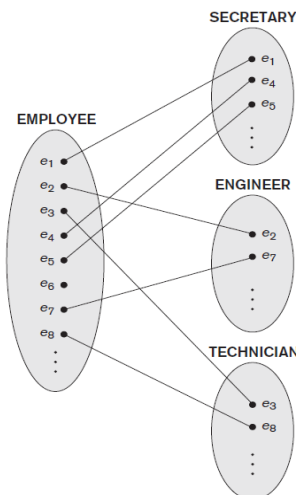 SECRETARY
e1
e4
e5
EMPLOYEE
e1
e2
e3
e4
e5
e6
e7
e8
ENGINEER
e2
e7
TECHNICIAN
e3
e8